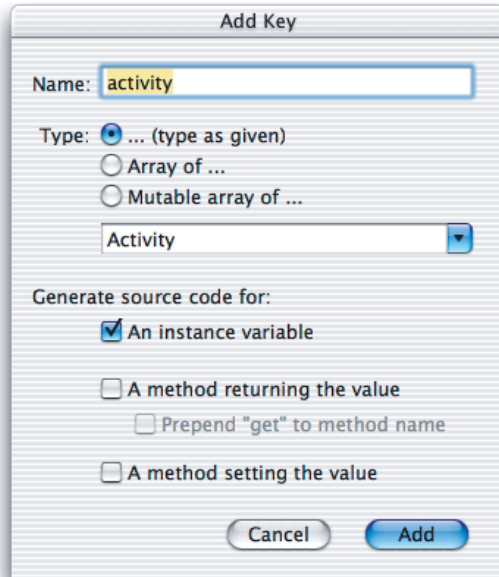 Add Key
Name: activity
Type: ... (type as given)
Array of ...
Mutable array of ...
Activity
Generate source code for:
An instance variable
A method returning the value
Prepend "get" to method name
A method setting the value
Cancel Add